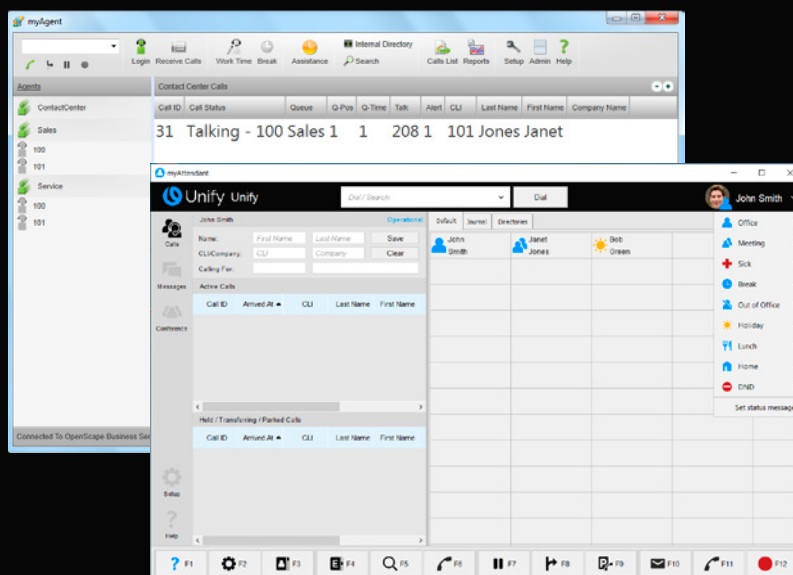 myAgent
Login Receive Calls Work Time Break Assistance Internal Directory Search Calls List Reports Setup Admin Help
Agents
Contact Center Calls
Call ID Call Status Queue Q-Pos Q-Time Talk Alert CLI Last Name First Name Company Name
31 Talking - 100 Sales 1 1 208 1 101 Jones Janet
ContactCenter
Sales
100
101
Service
100
101
Connected To OpenScape Business
myAttendant
Unify Unify
Dial / Search
Dial
John Smith
Calls
Messages
Conference
Setup
Help
John Smith Operational
Name: First Name Last Name Save
CLI/Company: CLI Company Clear
Calling For:
Active Calls
Call ID Arrived At CLI Last Name First Name
Held / Transferring / Parked Calls
Call ID Arrived At CLI Last Name First Name
Default Journal Directories
John Smith
Janet Jones
Bob Green
Office
Meeting
Sick
Break
Out of Office
Holiday
Lunch
Home
DND
Set status message
? F1 F2 F3 E F4 F5 F6 F7 F8 P F9 F10 F11 F12